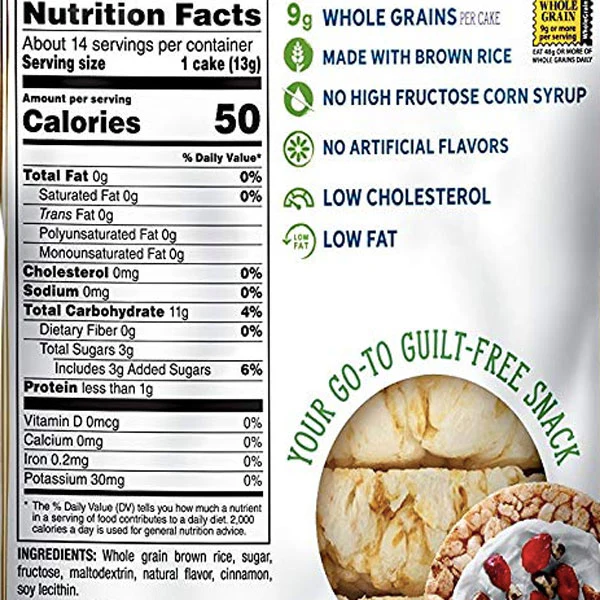 Nutrition Facts
About 14 servings per container
Serving size 1 cake (13g)
Amount per serving
Calories 50
% Daily Value*
Total Fat 0g 0%
Saturated Fat 0g 0%
Trans Fat 0g
Polyunsaturated Fat 0g
Monounsaturated Fat 0g
Cholesterol 0mg 0%
Sodium 0mg 0%
Total Carbohydrate 11g 4%
Dietary Fiber 0g 0%
Total Sugars 3g
Includes 3g Added Sugars 6%
Protein less than 1g
Vitamin D 0mcg 0%
Calcium 0mg 0%
Iron 0.2mg 0%
Potassium 30mg 0%
* The % Daily Value (DV) tells you how much a nutrient
in a serving of food contributes to a daily diet. 2,000
calories a day is used for general nutrition advice.
INGREDIENTS: Whole grain brown rice, sugar,
fructose, maltodextrin, natural flavor, cinnamon,
soy lecithin.
9g WHOLE GRAINS PER CAKE
MADE WITH BROWN RICE
NO HIGH FRUCTOSE CORN SYRUP
NO ARTIFICIAL FLAVORS
LOW CHOLESTEROL
LOW FAT
LOW FAT
WHOLE
GRAIN
9g or more
per serving
EAT 48g OR MORE OF
WHOLE GRAINS DAILY
YOUR GO-TO GUILT-FREE SNACK